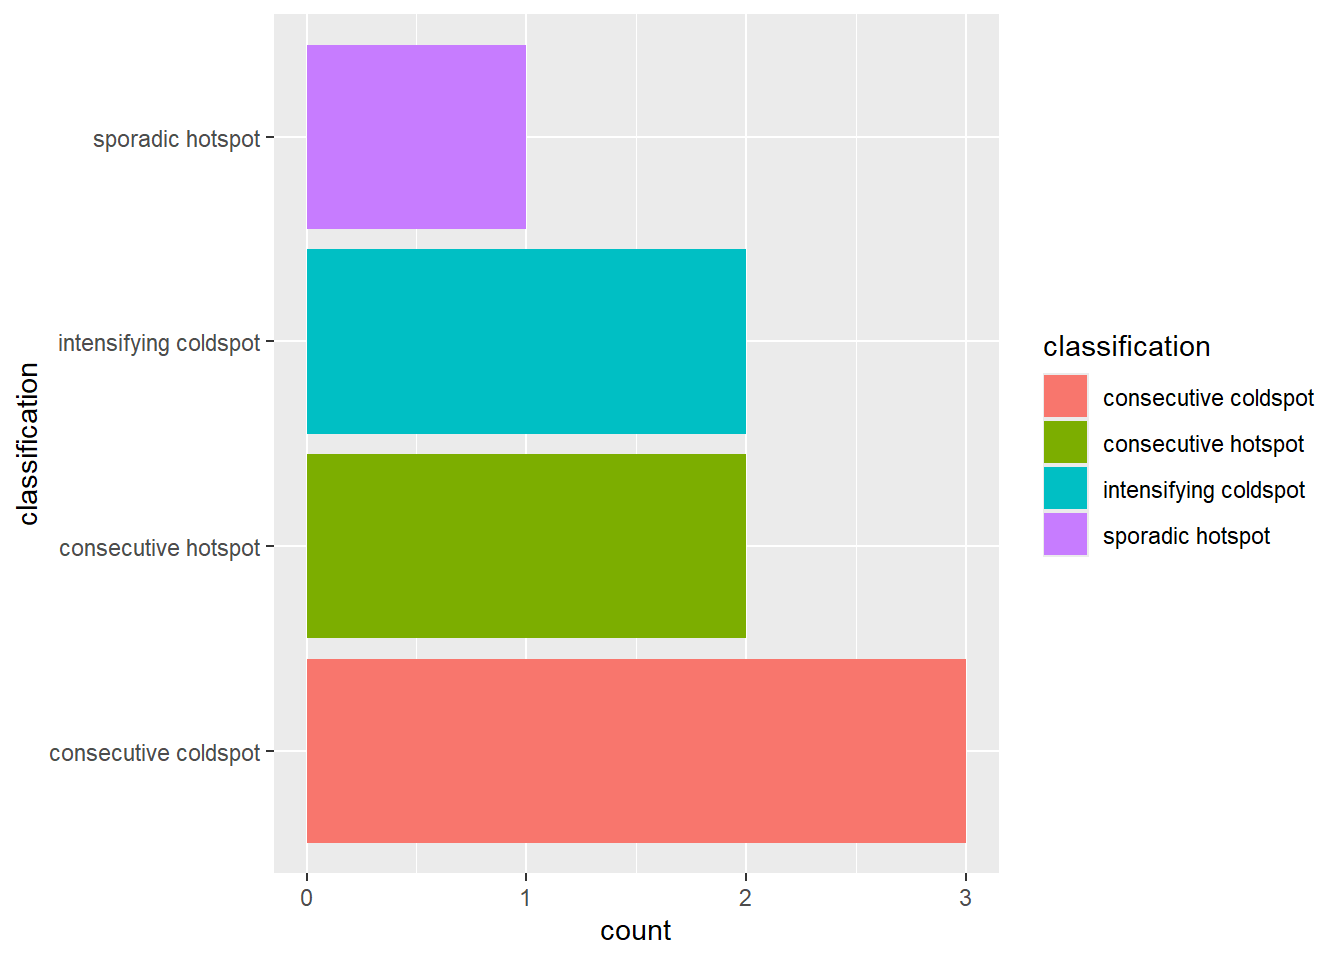 classification
sporadic hotspot
intensifying coldspot
consecutive hotspot
consecutive coldspot
0 1 2 3
count
classification
consecutive coldspot
consecutive hotspot
intensifying coldspot
sporadic hotspot